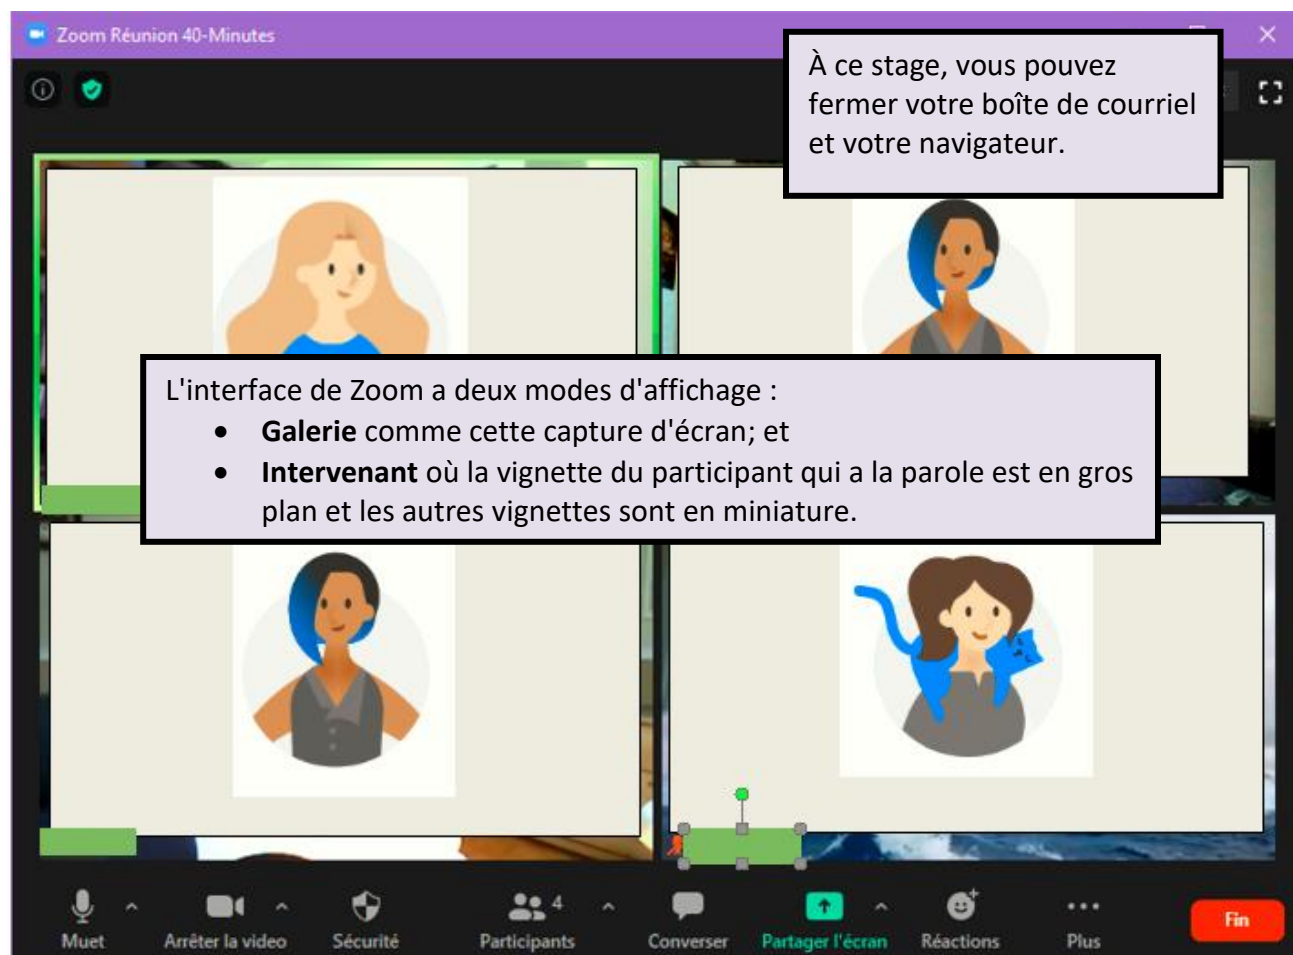 Zoom Réunion 40-Minutes
À ce stage, vous pouvez
fermer votre boîte de courriel
et votre navigateur.
L'interface de Zoom a deux modes d'affichage :
• Galerie comme cette capture d'écran; et
• Intervenant où la vignette du participant qui a la parole est en gros
plan et les autres vignettes sont en miniature.
Muet
Arrêter la video
Sécurité
4
Participants
Converser
Partager l'écran
Réactions
Plus
Fin